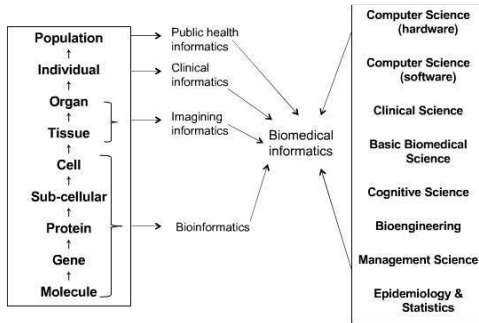 Population
Individual
Organ
Tissue
Cell
Sub-cellular
Protein
Gene
Molecule
Public health
informatics
Clinical
informatics
Imagining
informatics
Bioinformatics
Biomedical
informatics
Computer Science
(hardware)
Computer Science
(software)
Clinical Science
Basic Biomedical
Science
Cognitive Science
Bioengineering
Management Science
Epidemiology &
Statistics